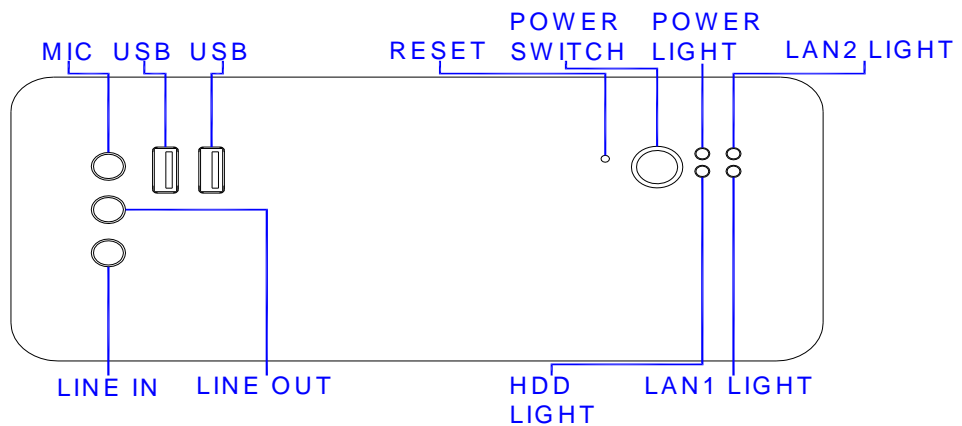 POWER POWER
MIC USB USB RESET SWITCH LIGHT LAN2 LIGHT
LINE IN LINE OUT HDD LAN1 LIGHT
LIGHT